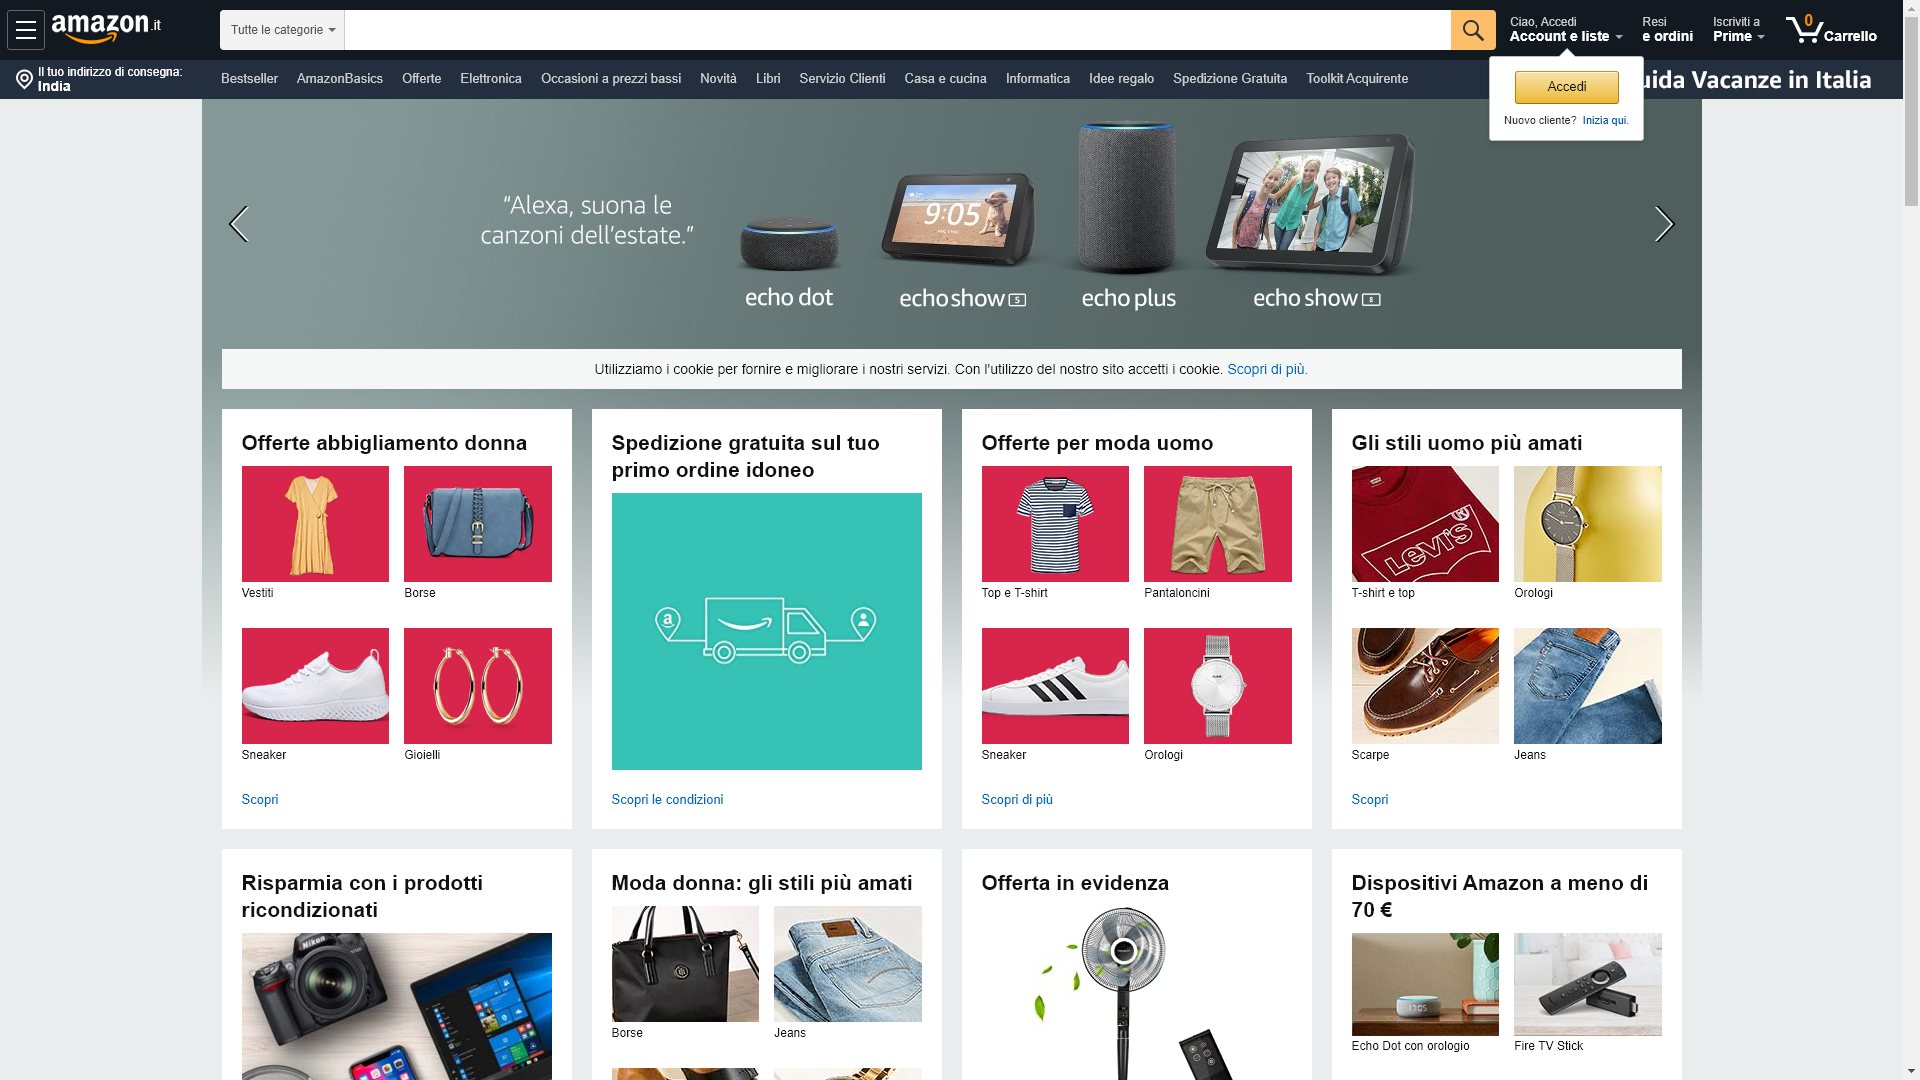 amazon.it
Tutte le categorie
Ciao, Accedi
Account e liste
Resi
e ordini
Iscriviti a
Prime
0
Carrello
Il tuo indirizzo di consegna:
India
Bestseller
AmazonBasics
Offerte
Elettronica
Occasioni a prezzi bassi
Novità
Libri
Servizio Clienti
Casa e cucina
Informatica
Idee regalo
Spedizione Gratuita
Toolkit Acquirente
Vacanze in Italia
Accedi
Nuovo cliente? Inizia qui.
“Alexa, suona le
canzoni dell’estate.”
9:05
echo dot
echo show 5
echo plus
echo show 8
Utilizziamo i cookie per fornire e migliorare i nostri servizi. Con l'utilizzo del nostro sito accetti i cookie. Scopri di più.
Offerte abbigliamento donna
Vestiti
Borse
Sneaker
Gioielli
Scopri
Spedizione gratuita sul tuo
primo ordine idoneo
a
Scopri le condizioni
Offerte per moda uomo
Top e T-shirt
Pantaloncini
Sneaker
Orologi
Scopri di più
Gli stili uomo più amati
Levi's
T-shirt e top
Orologi
Scarpe
Jeans
Scopri
Risparmia con i prodotti
ricondizionati
Nikon
Moda donna: gli stili più amati
Borse
Jeans
Offerta in evidenza
Dispositivi Amazon a meno di
70 €
Echo Dot con orologio
Fire TV Stick